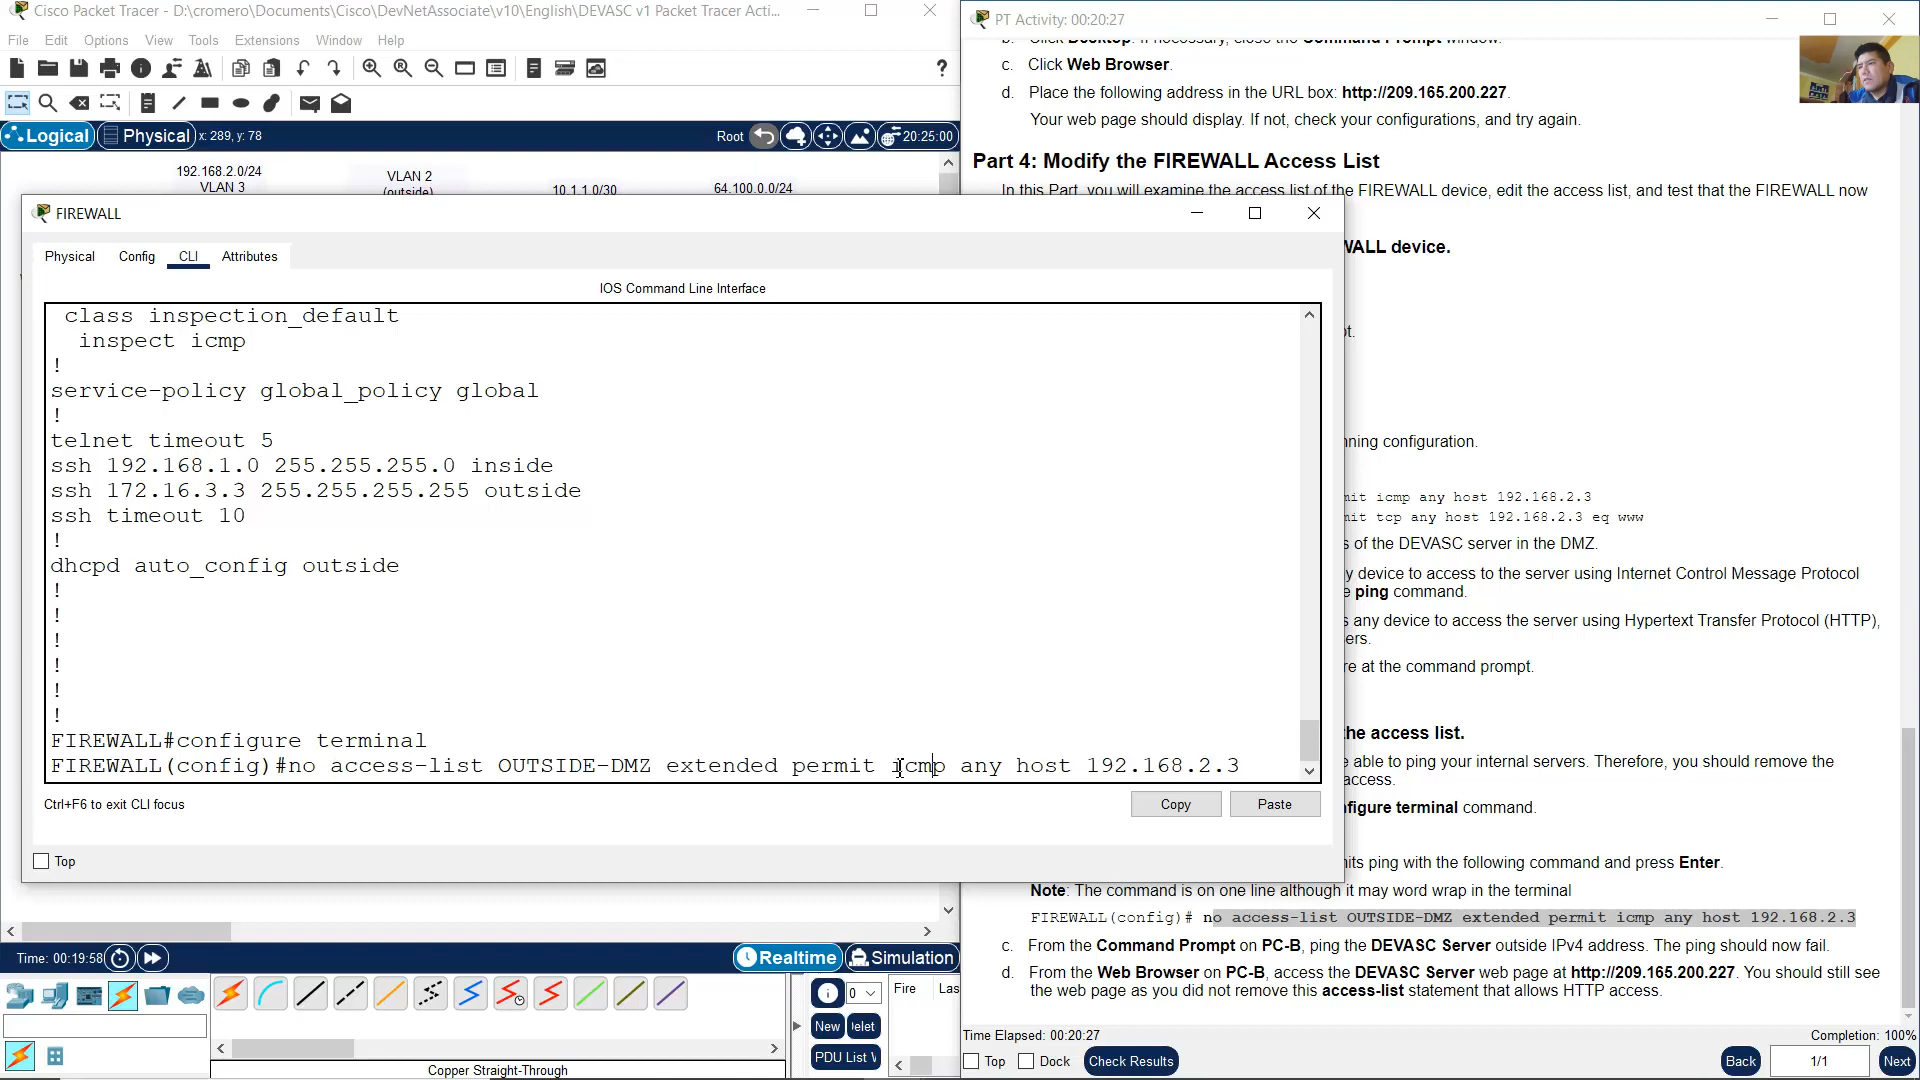 Cisco Packet Tracer - D:\cromero\Documents\Cisco\DevNetAssociate\v10\English\DEVASC v1 Packet Tracer Acti...
File Edit Options View Tools Extensions Window Help
Logical Physical x: 289, y: 78
Root 20:25:00
192.168.2.0/24
VLAN 3
VLAN 2
(outside)
10.1.1.0/30
64.100.0.0/24
FIREWALL
Physical Config CLI Attributes
IOS Command Line Interface
class inspection_default
inspect icmp
!
service-policy global_policy global
!
telnet timeout 5
ssh 192.168.1.0 255.255.255.0 inside
ssh 172.16.3.3 255.255.255.255 outside
ssh timeout 10
!
dhcpd auto_config outside
!
!
!
!
!
!
FIREWALL#configure terminal
FIREWALL(config)#no access-list OUTSIDE-DMZ extended permit icmp any host 192.168.2.3
Ctrl+F6 to exit CLI focus
Copy Paste
Top
Time: 00:19:58
Realtime Simulation
0
Fire Las
New elet
PDU List
Copper Straight-Through
PT Activity: 00:20:27
b. Click Desktop. If necessary, close the Command Prompt window.
c. Click Web Browser.
d. Place the following address in the URL box: http://209.165.200.227.
Your web page should display. If not, check your configurations, and try again.
Part 4: Modify the FIREWALL Access List
In this Part, you will examine the access list of the FIREWALL device, edit the access list, and test that the FIREWALL now
WALL device.
pt.
nning configuration.
mit icmp any host 192.168.2.3
mit tcp any host 192.168.2.3 eq www
s of the DEVASC server in the DMZ.
y device to access to the server using Internet Control Message Protocol
e ping command.
s any device to access the server using Hypertext Transfer Protocol (HTTP),
ers.
re at the command prompt.
the access list.
e able to ping your internal servers. Therefore, you should remove the
access.
nfigure terminal command.
mits ping with the following command and press Enter.
Note: The command is on one line although it may word wrap in the terminal
FIREWALL(config)# no access-list OUTSIDE-DMZ extended permit icmp any host 192.168.2.3
c. From the Command Prompt on PC-B, ping the DEVASC Server outside IPv4 address. The ping should now fail.
d. From the Web Browser on PC-B, access the DEVASC Server web page at http://209.165.200.227. You should still see
the web page as you did not remove this access-list statement that allows HTTP access.
Time Elapsed: 00:20:27 Completion: 100%
Top Dock Check Results Back 1/1 Next